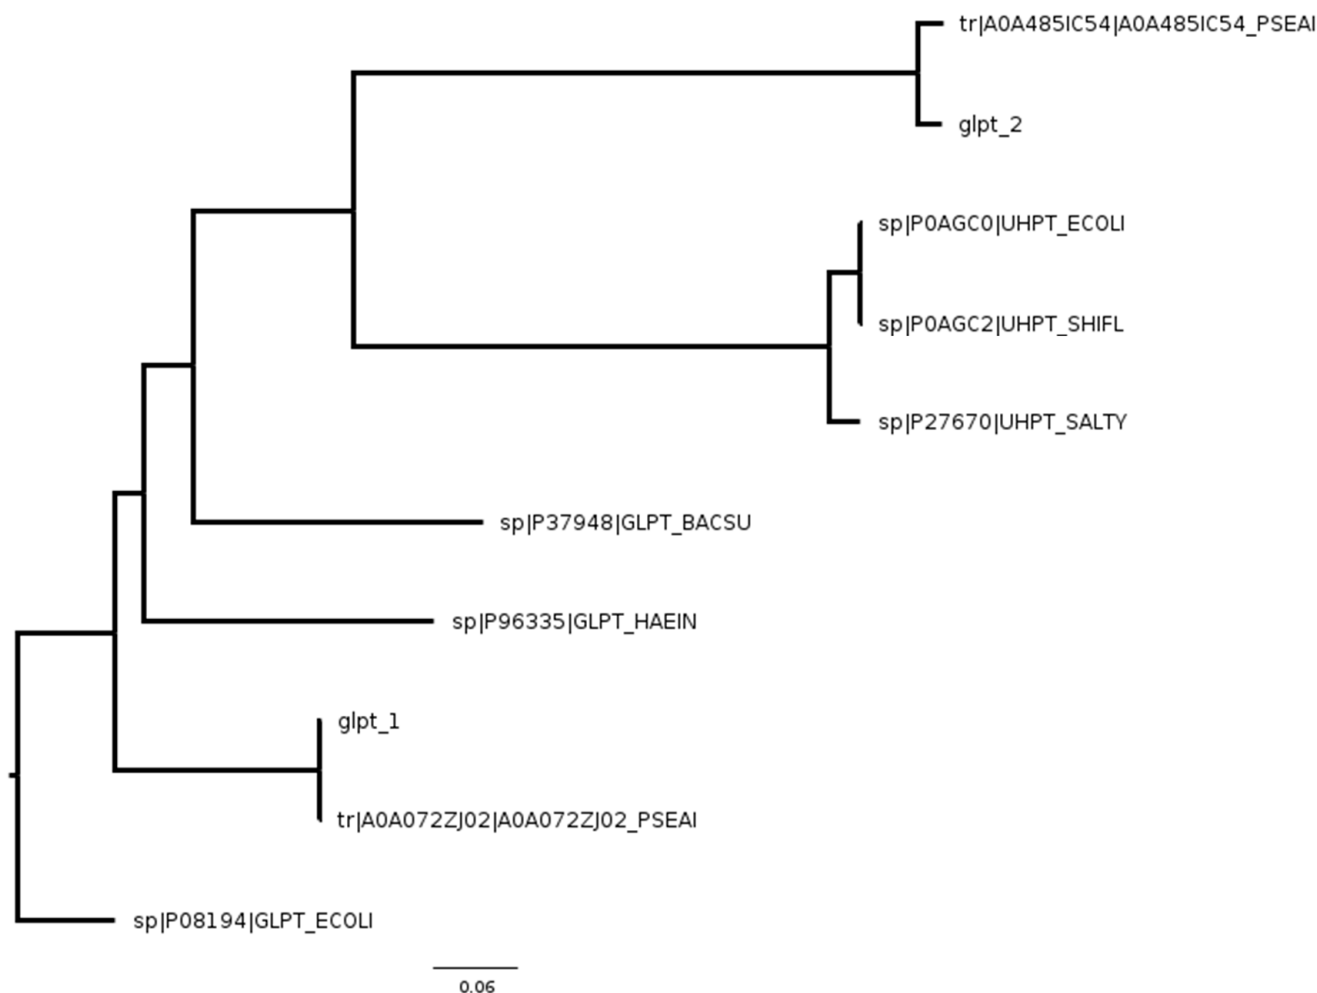 tr|A0A485IC54|A0A485IC54_PSEAI
glpt_2
sp|P0AGC0|UHPT_ECOLI
sp|P0AGC2|UHPT_SHIFL
sp|P27670|UHPT_SALTY
sp|P37948|GLPT_BACSU
sp|P96335|GLPT_HAEIN
glpt_1
tr|A0A072ZJ02|A0A072ZJ02_PSEAI
sp|P08194|GLPT_ECOLI
0.06